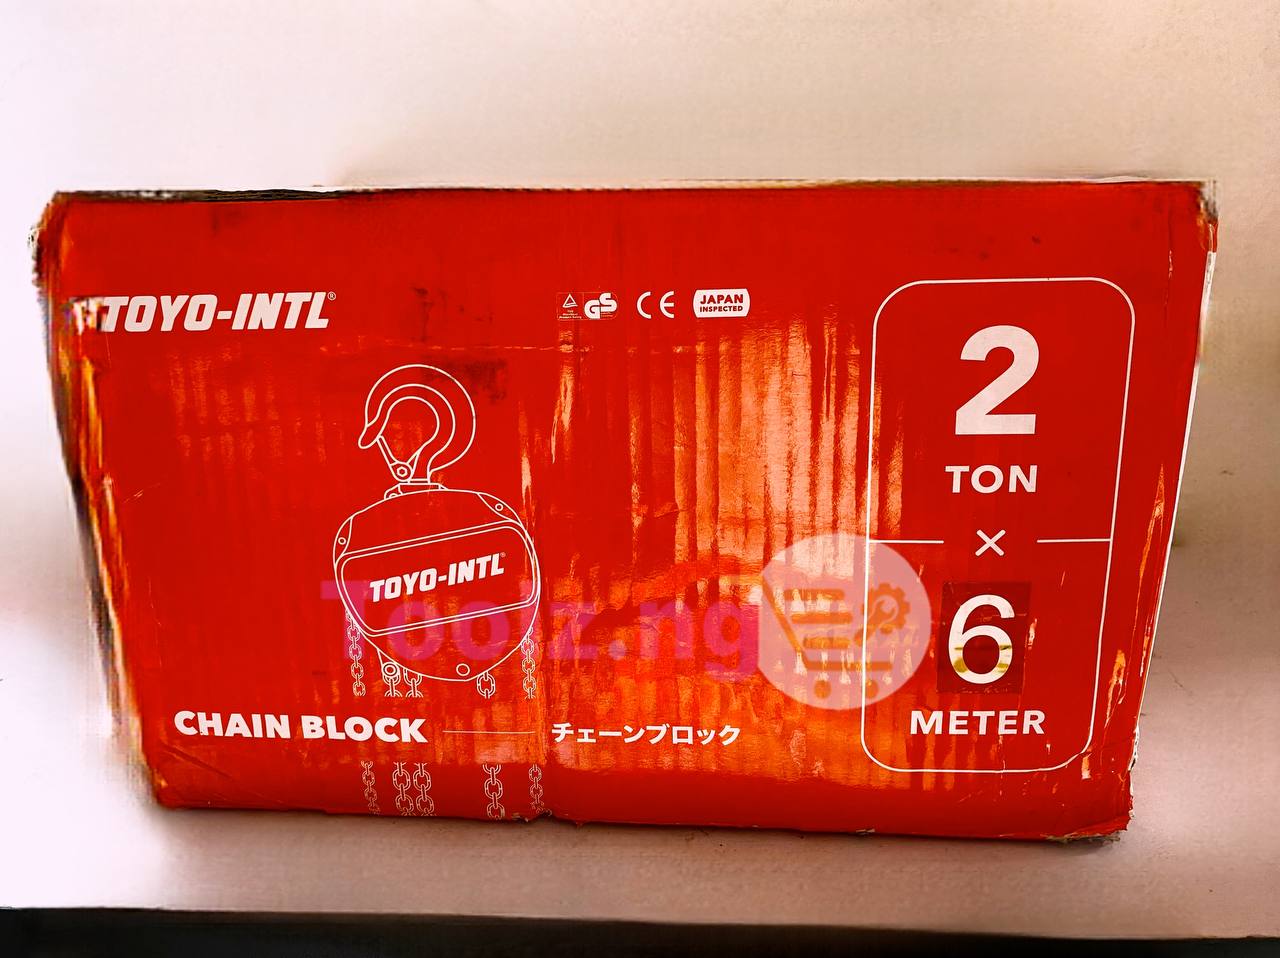 TOYO-INTL®
GS
CE
JAPAN
INSPECTED
2
TON
×
6
METER
TOYO-INTL®
Toolz.ng
CHAIN BLOCK
チェーンブロック